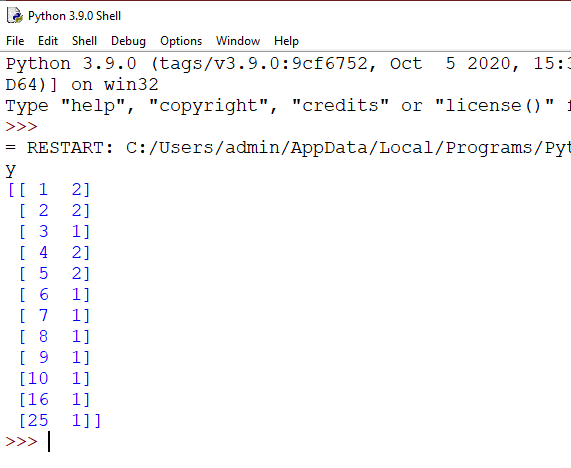 Python 3.9.0 Shell
File Edit Shell Debug Options Window Help
Python 3.9.0 (tags/v3.9.0:9cf6752, Oct  5 2020, 15:3
D64)] on win32
Type "help", "copyright", "credits" or "license()" f
>>>
= RESTART: C:/Users/admin/AppData/Local/Programs/Pyt
y
[[ 1  2]
 [ 2  2]
 [ 3  1]
 [ 4  2]
 [ 5  2]
 [ 6  1]
 [ 7  1]
 [ 8  1]
 [ 9  1]
 [10  1]
 [16  1]
 [25  1]]
>>>